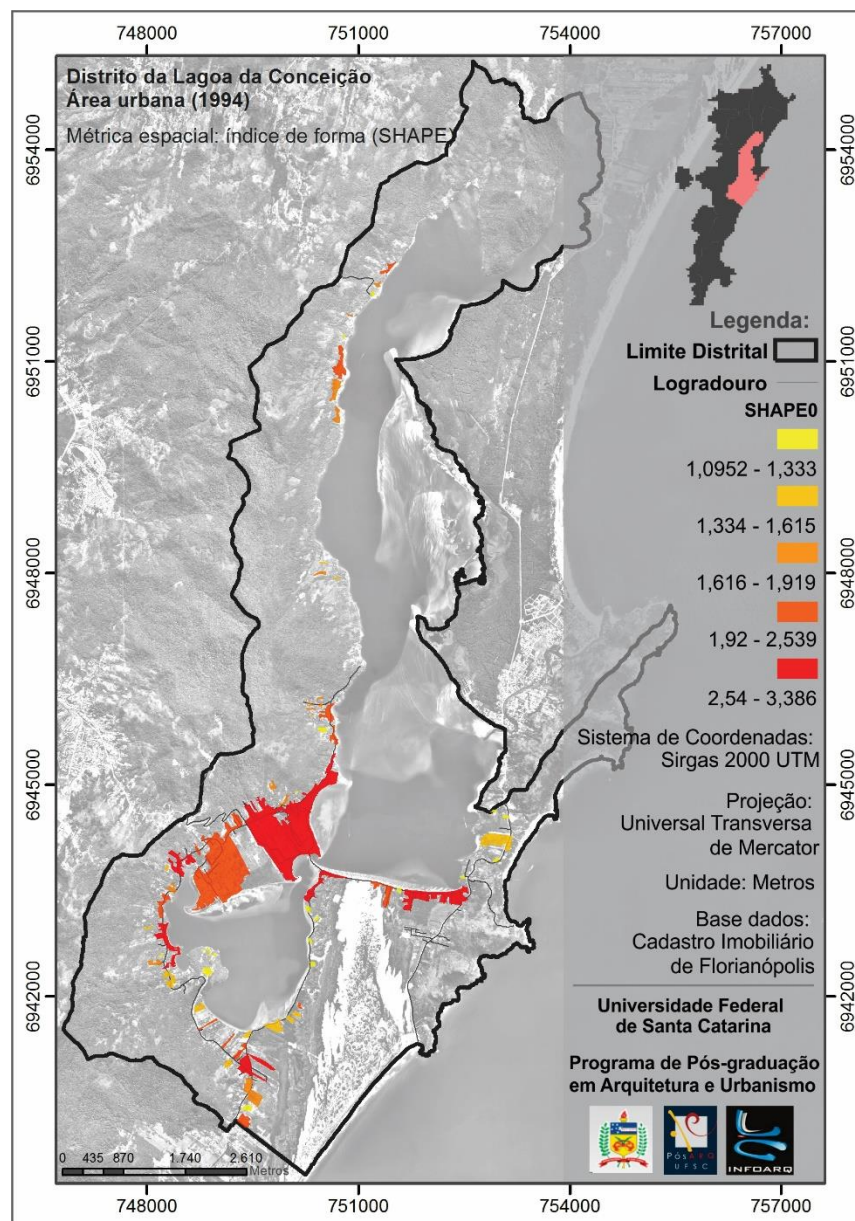 748000 751000 754000 757000
Distrito da Lagoa da Conceição
Área urbana (1994)
Métrica espacial: índice de forma (SHAPE)
6954000 6954000
6951000 6951000
6948000 6948000
6945000 6945000
6942000 6942000
Legenda:
Limite Distrital
Logradouro
SHAPE0
1,0952 - 1,333
1,334 - 1,615
1,616 - 1,919
1,92 - 2,539
2,54 - 3,386
Sistema de Coordenadas:
Sirgas 2000 UTM
Projeção:
Universal Transversa
de Mercator
Unidade: Metros
Base dados:
Cadastro Imobiliário
de Florianópolis
Universidade Federal
de Santa Catarina
Programa de Pós-graduação
em Arquitetura e Urbanismo
PósARQ
UFSC
INFOARQ
0 435 870 1.740 2.610
Metros
748000 751000 754000 757000